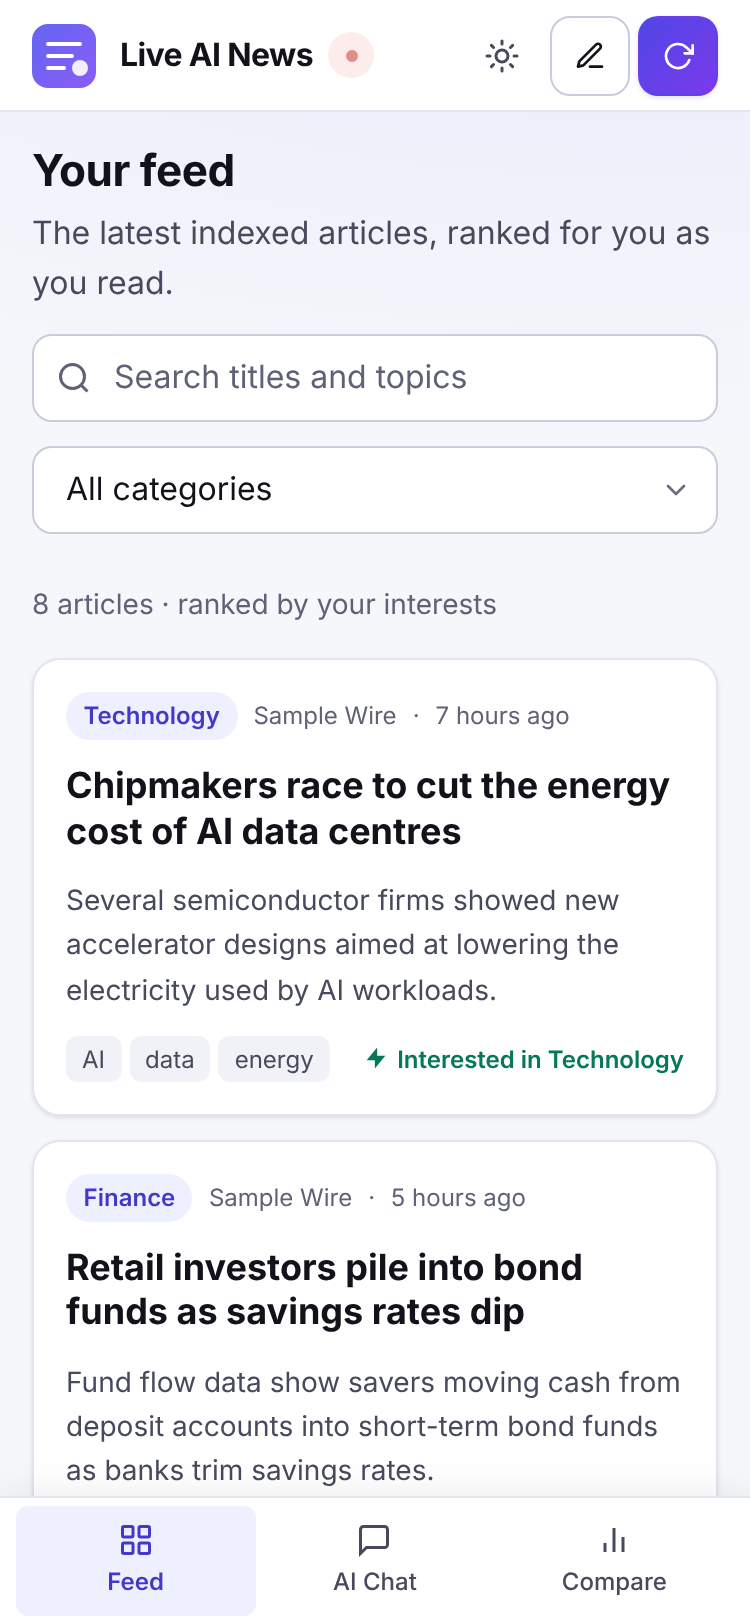 Live AI News
Your feed
The latest indexed articles, ranked for you as
you read.
Search titles and topics
All categories
8 articles · ranked by your interests
Technology Sample Wire · 7 hours ago
Chipmakers race to cut the energy
cost of AI data centres
Several semiconductor firms showed new
accelerator designs aimed at lowering the
electricity used by AI workloads.
AI data energy Interested in Technology
Finance Sample Wire · 5 hours ago
Retail investors pile into bond
funds as savings rates dip
Fund flow data show savers moving cash from
deposit accounts into short-term bond funds
as banks trim savings rates.
Feed AI Chat Compare